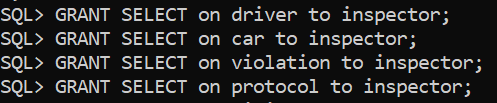 SQL> GRANT SELECT on driver to inspector;
SQL> GRANT SELECT on car to inspector;
SQL> GRANT SELECT on violation to inspector;
SQL> GRANT SELECT on protocol to inspector;